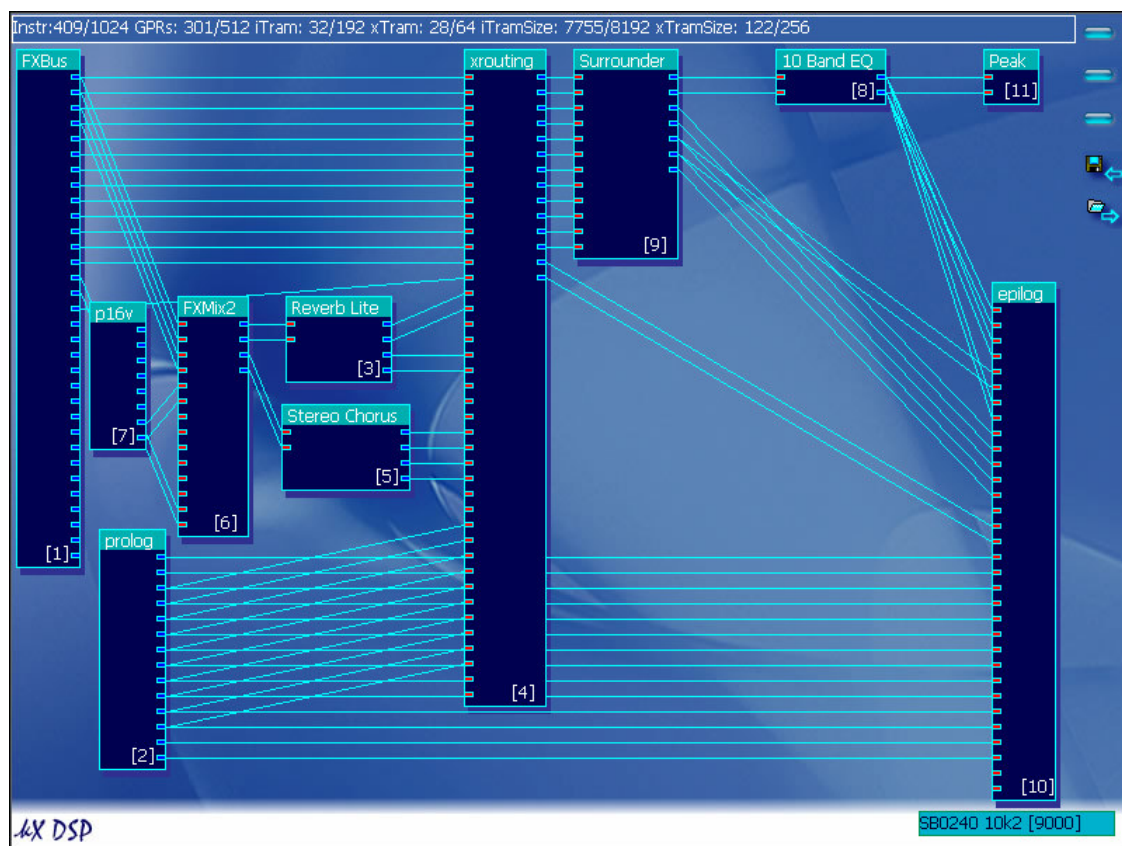 Instr:409/1024 GPRs: 301/512 iTram: 32/192 xTram: 28/64 iTramSize: 7755/8192 xTramSize: 122/256
FXBus
xrouting
Surrounder
10 Band EQ
Peak
[8]
[11]
[9]
epilog
p16v
FXMix2
Reverb Lite
[3]
Stereo Chorus
[7]
[5]
[6]
prolog
[1]
[4]
[2]
[10]
kX DSP
SB0240 10k2 [9000]